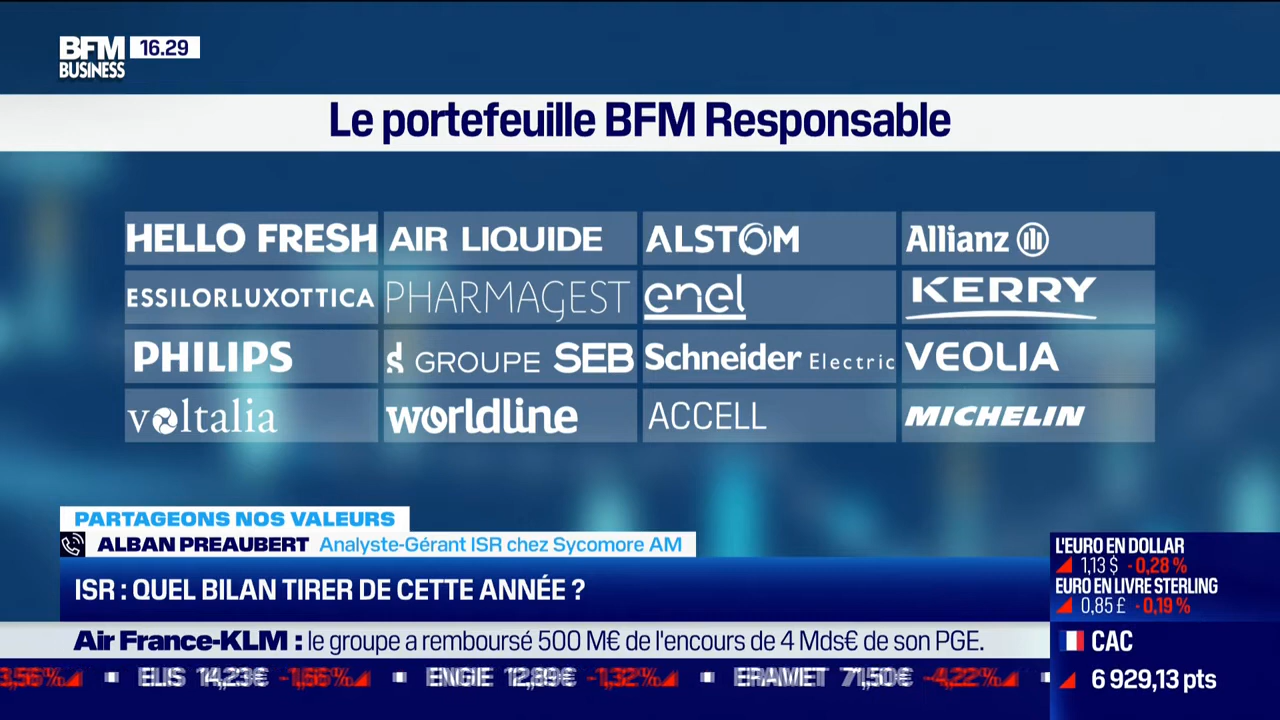 BFM 16.29
BUSINESS
Le portefeuille BFM Responsable
HELLO FRESH AIR LIQUIDE ALSTOM Allianz
ESSILORLUXOTTICA PHARMAGEST enel KERRY
PHILIPS GROUPE SEB Schneider Electric VEOLIA
voltalia worldline ACCELL MICHELIN
PARTAGEONS NOS VALEURS
ALBAN PREAUBERT Analyste-Gérant ISR chez Sycomore AM
ISR : QUEL BILAN TIRER DE CETTE ANNÉE ?
L'EURO EN DOLLAR
1,13 $ -0,28 %
EURO EN LIVRE STERLING
0,85 £ -0,19 %
Air France-KLM : le groupe a remboursé 500 M€ de l'encours de 4 Mds€ de son PGE.
CAC
6 929,13 pts
3,56% ELIS 14,23€ -1,66% ENGIE 12,89€ -1,32% ERAMET 71,50€ -4,22%